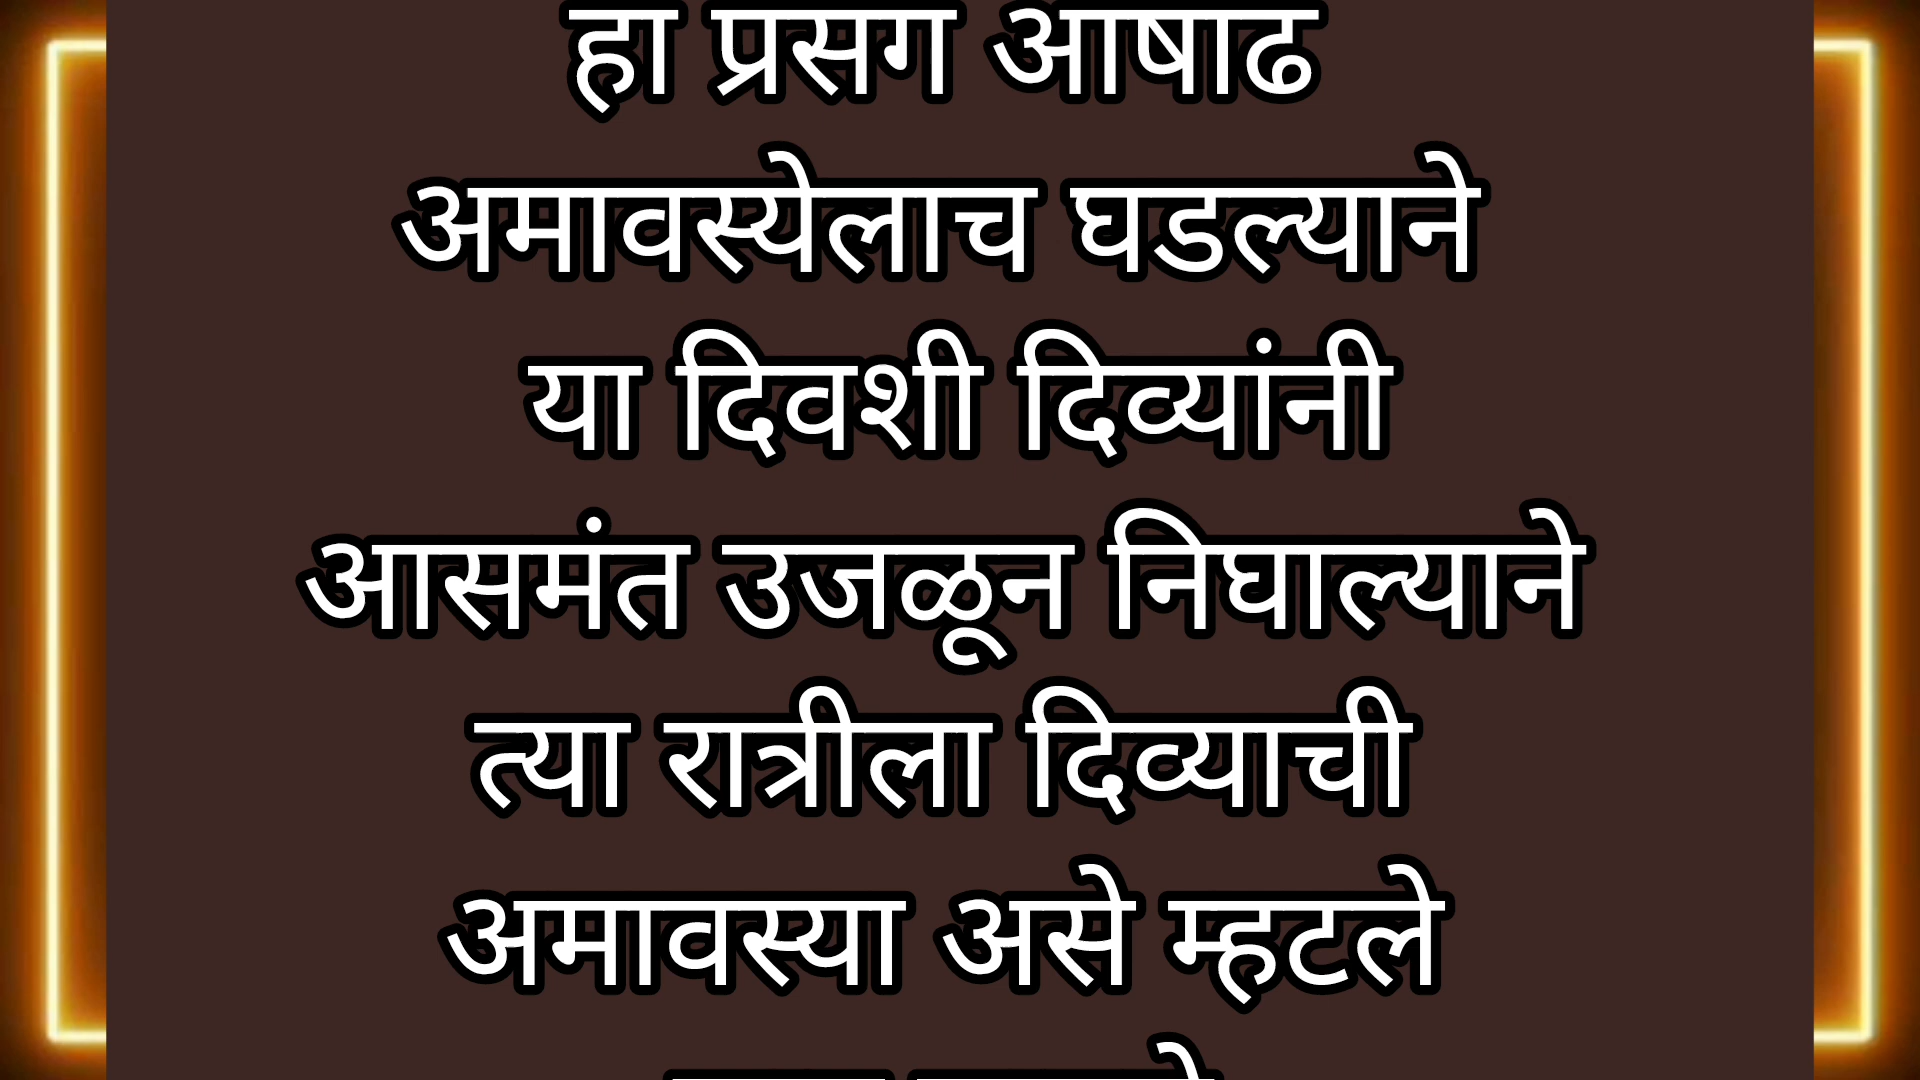 हा प्रसंग आषाढ
अमावस्येलाच घडल्याने
या दिवशी दिव्यांनी
आसमंत उजळून निघाल्याने
त्या रात्रीला दिव्याची
अमावस्या असे म्हटले